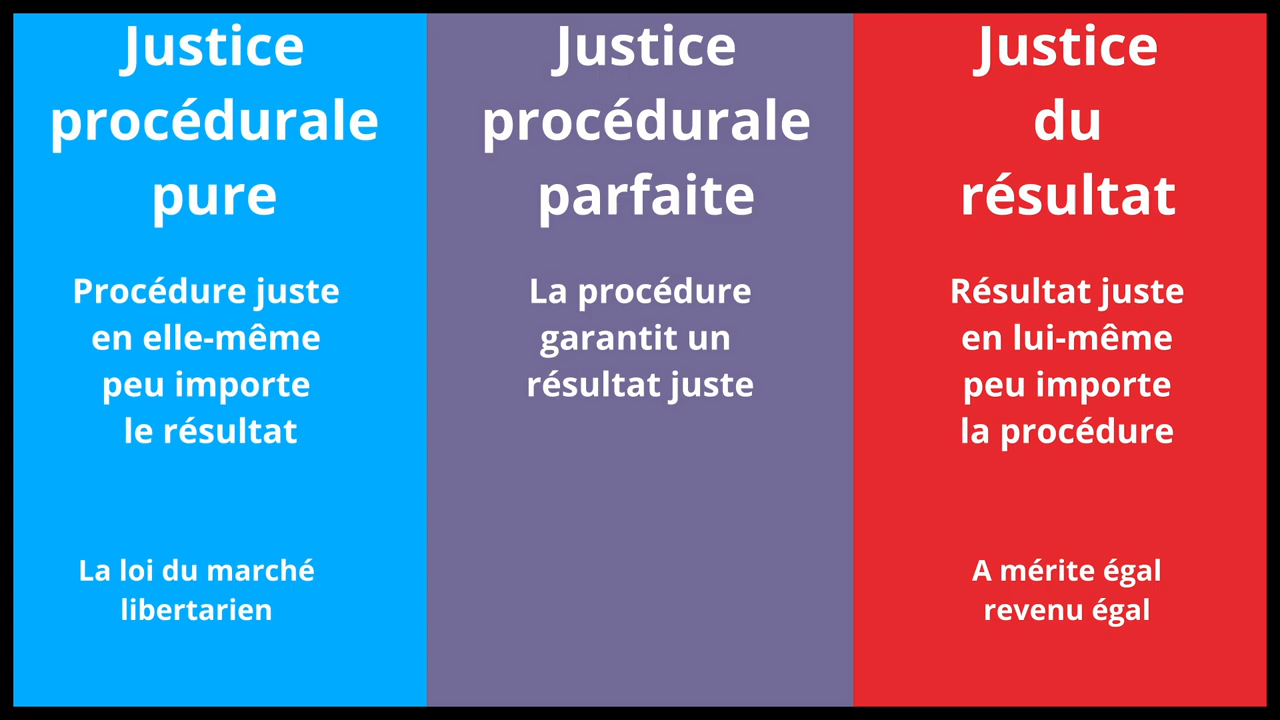 Justice
procédurale
pure
Procédure juste
en elle-même
peu importe
le résultat
La loi du marché
libertarien
Justice
procédurale
parfaite
La procédure
garantit un
résultat juste
Justice
du
résultat
Résultat juste
en lui-même
peu importe
la procédure
A mérite égal
revenu égal